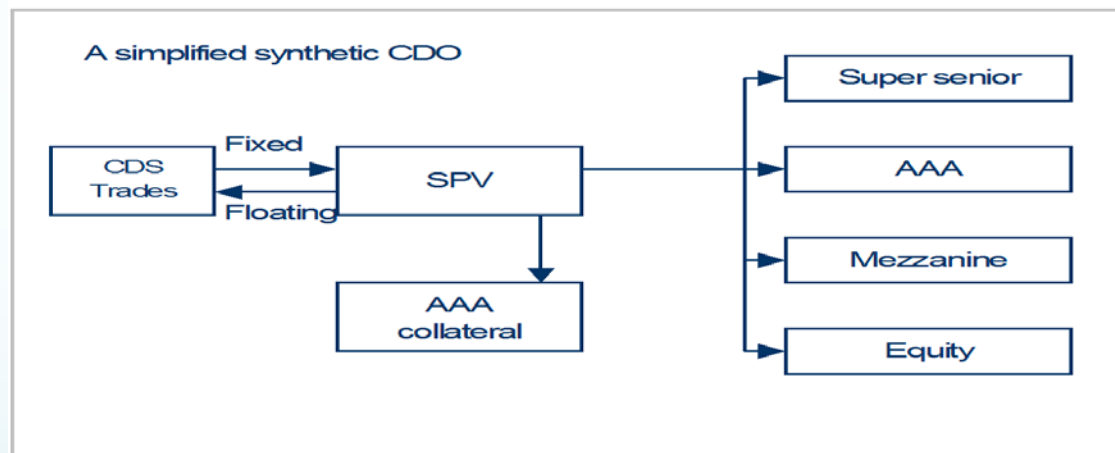 A simplified synthetic CDO
Super senior
Fixed
CDS
Trades
SPV
AAA
Floating
Mezzanine
AAA
collateral
Equity